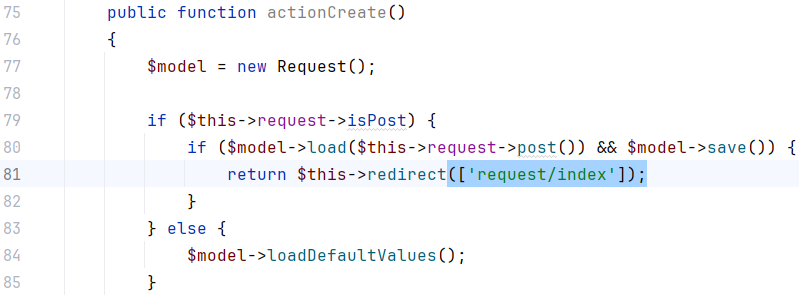 75 public function actionCreate()
76 {
77 $model = new Request();
78
79 if ($this->request->isPost) {
80 if ($model->load($this->request->post()) && $model->save()) {
81 return $this->redirect(['request/index']);
82 }
83 } else {
84 $model->loadDefaultValues();
85 }